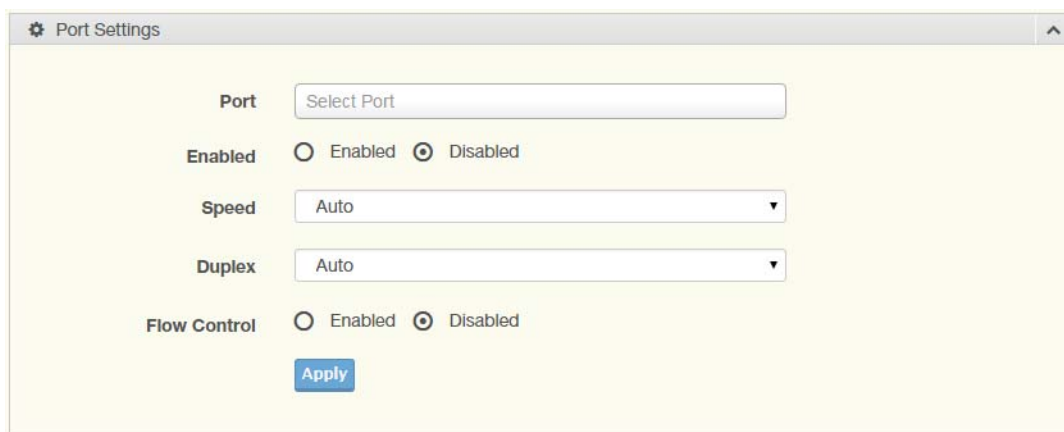 Port Settings
Port Select Port
Enabled Enabled Disabled
Speed Auto
Duplex Auto
Flow Control Enabled Disabled
Apply